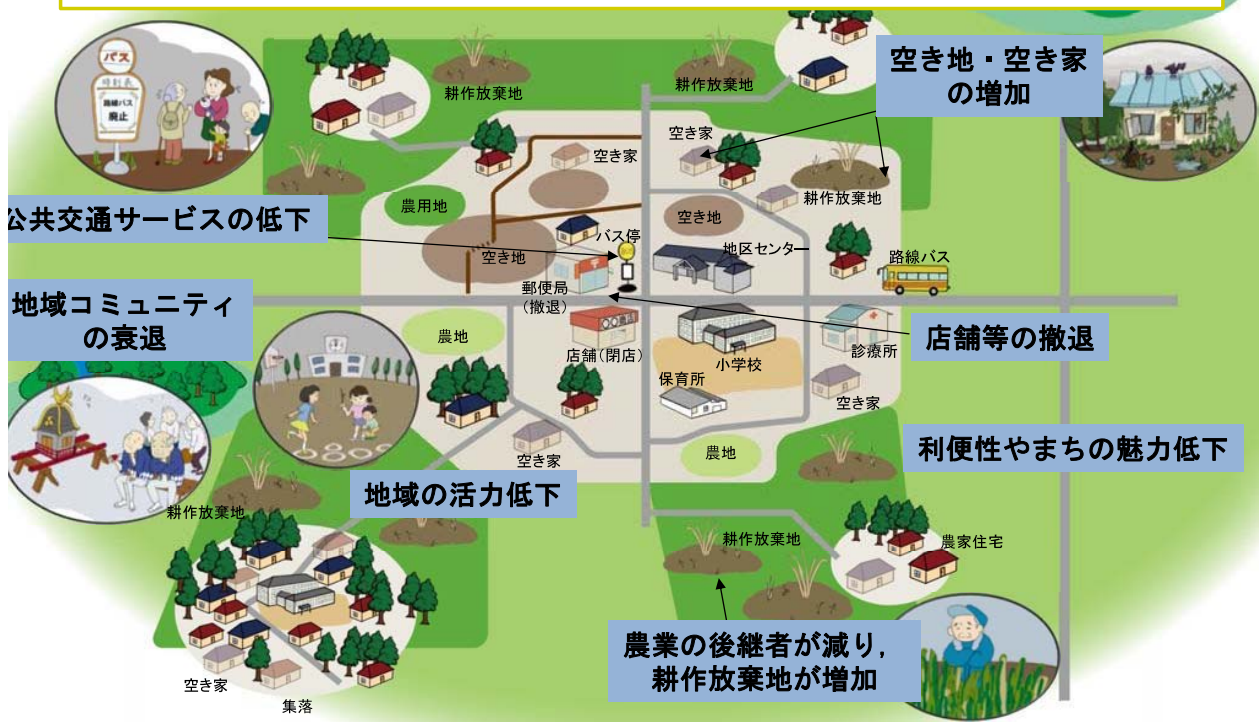 バス
時刻表
路線バス
廃止
耕作放棄地
耕作放棄地
空き地・空き家
の増加
空き家
空き家
耕作放棄地
農用地
公共交通サービスの低下
空き地
バス停
空き地
地区センター
路線バス
郵便局
(撤退)
地域コミュニティ
の衰退
農地
店舗(閉店)
小学校
診療所
店舗等の撤退
保育所
空き家
空き家
農地
利便性やまちの魅力低下
地域の活力低下
耕作放棄地
耕作放棄地
農家住宅
農業の後継者が減り,
耕作放棄地が増加
空き家
集落